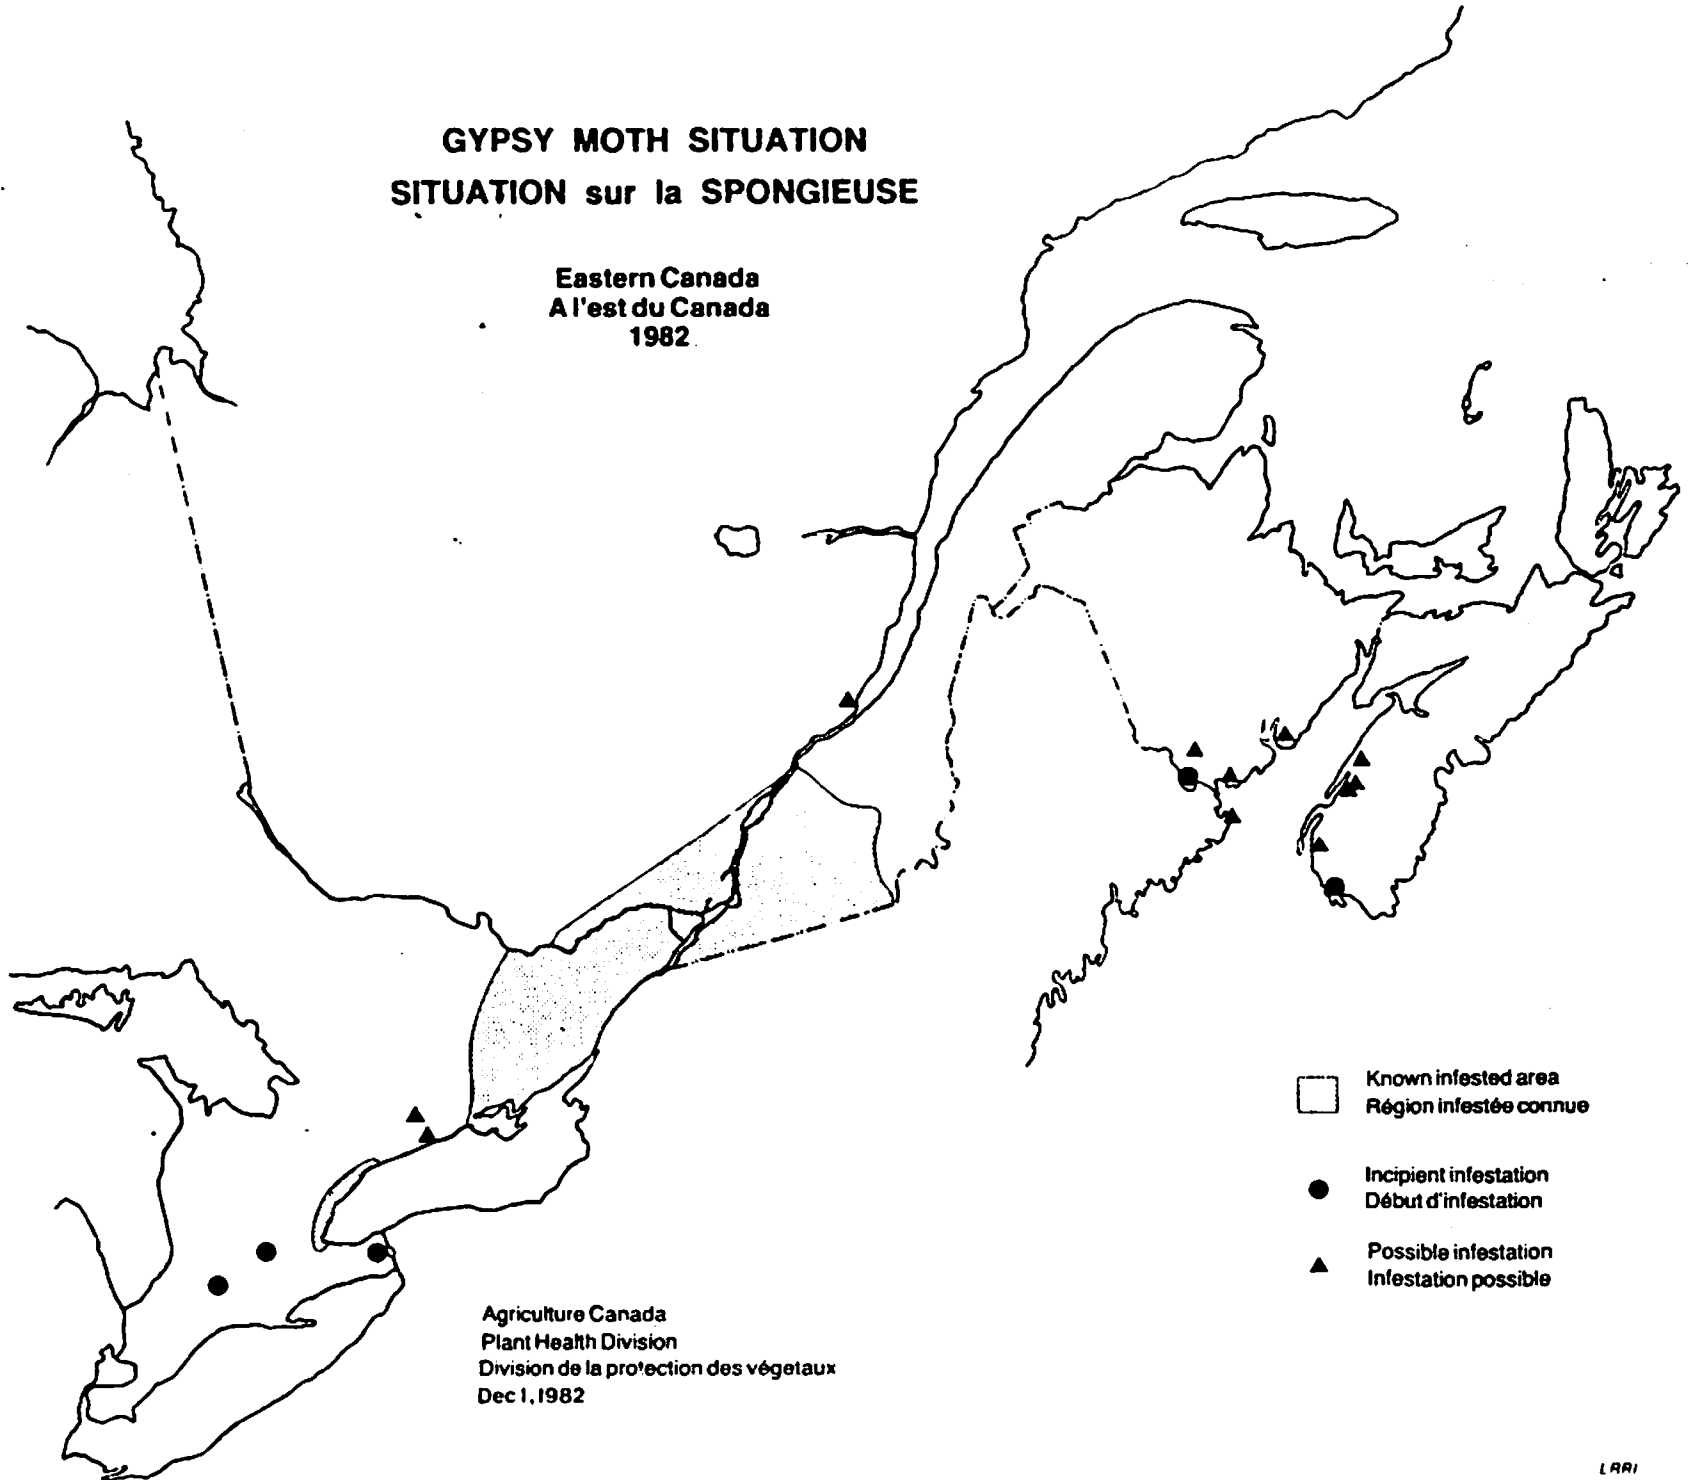 GYPSY MOTH SITUATION
SITUATION sur la SPONGIEUSE
Eastern Canada
A l'est du Canada
1982
Known infested area
Région infestée connue
Incipient infestation
Début d'infestation
Possible infestation
Infestation possible
Agriculture Canada
Plant Health Division
Division de la protection des végetaux
Dec 1, 1982